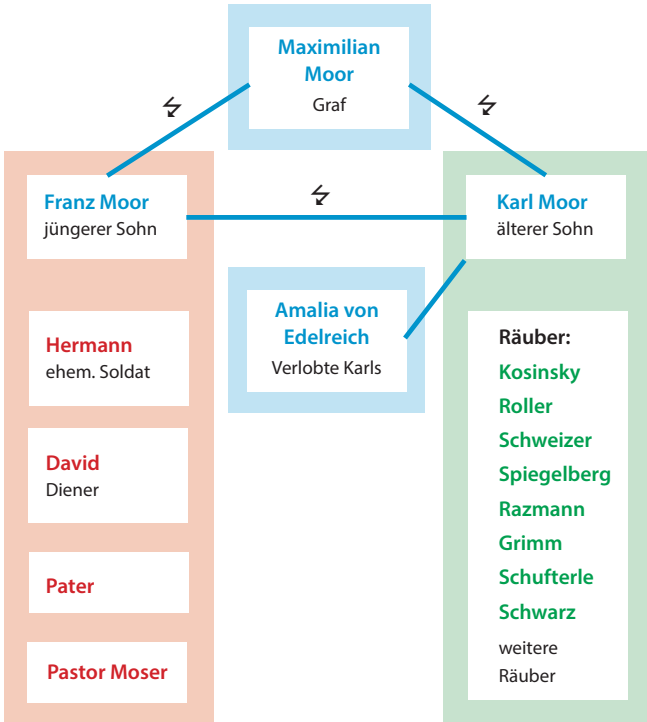 Maximilian
Moor
Graf
Franz Moor
jüngerer Sohn
Karl Moor
älterer Sohn
Amalia von
Edelreich
Verlobte Karls
Hermann
ehem. Soldat
David
Diener
Pater
Pastor Moser
Räuber:
Kosinsky
Roller
Schweizer
Spiegelberg
Razmann
Grimm
Schufterle
Schwarz
weitere
Räuber